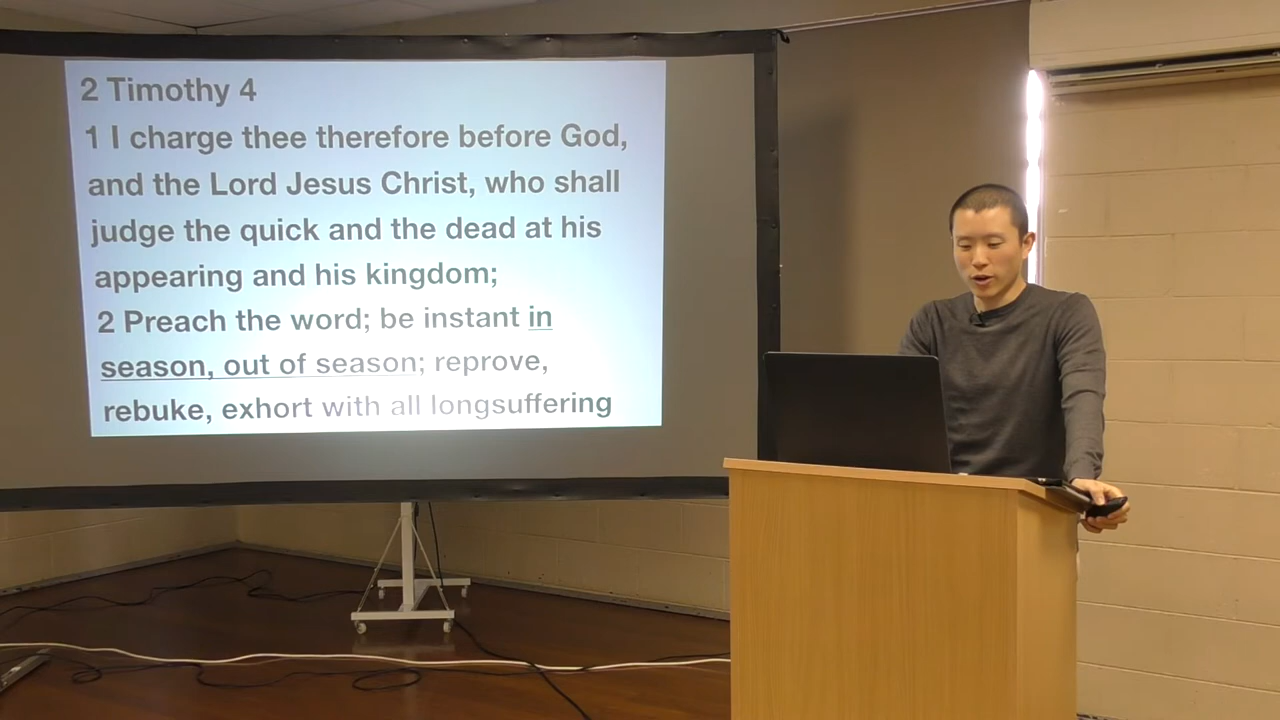 2 Timothy 4
1 I charge thee therefore before God,
and the Lord Jesus Christ, who shall
judge the quick and the dead at his
appearing and his kingdom;
2 Preach the word; be instant in
season, out of season; reprove,
rebuke, exhort with all longsuffering